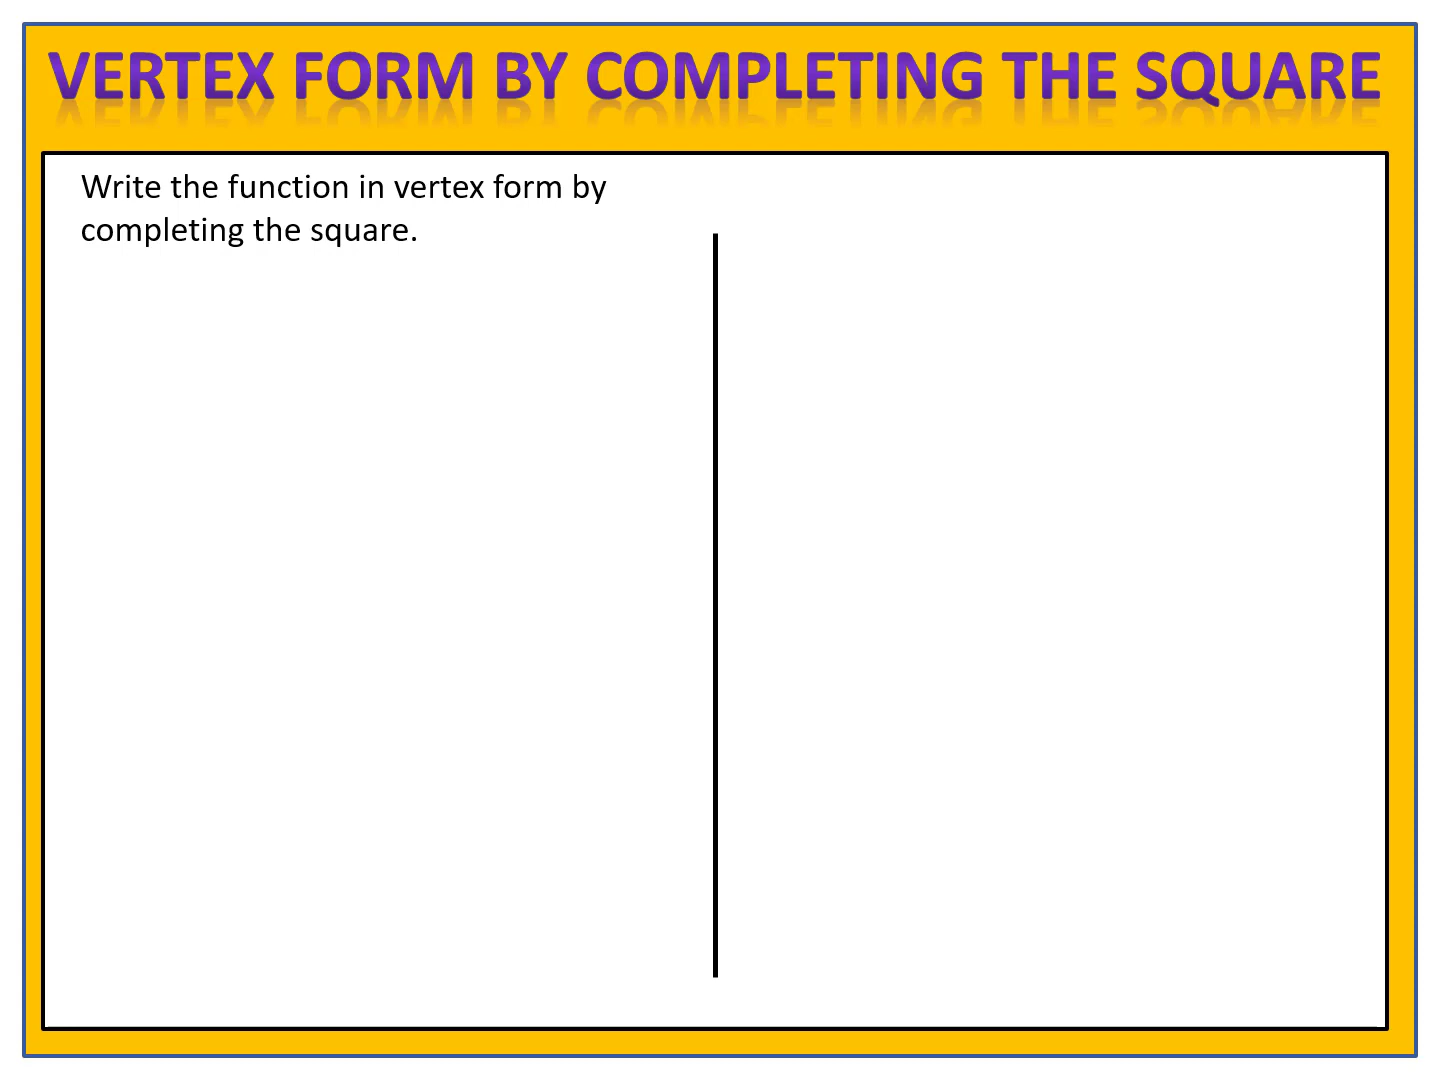 VERTEX FORM BY COMPLETING THE SQUARE
Write the function in vertex form by
completing the square.